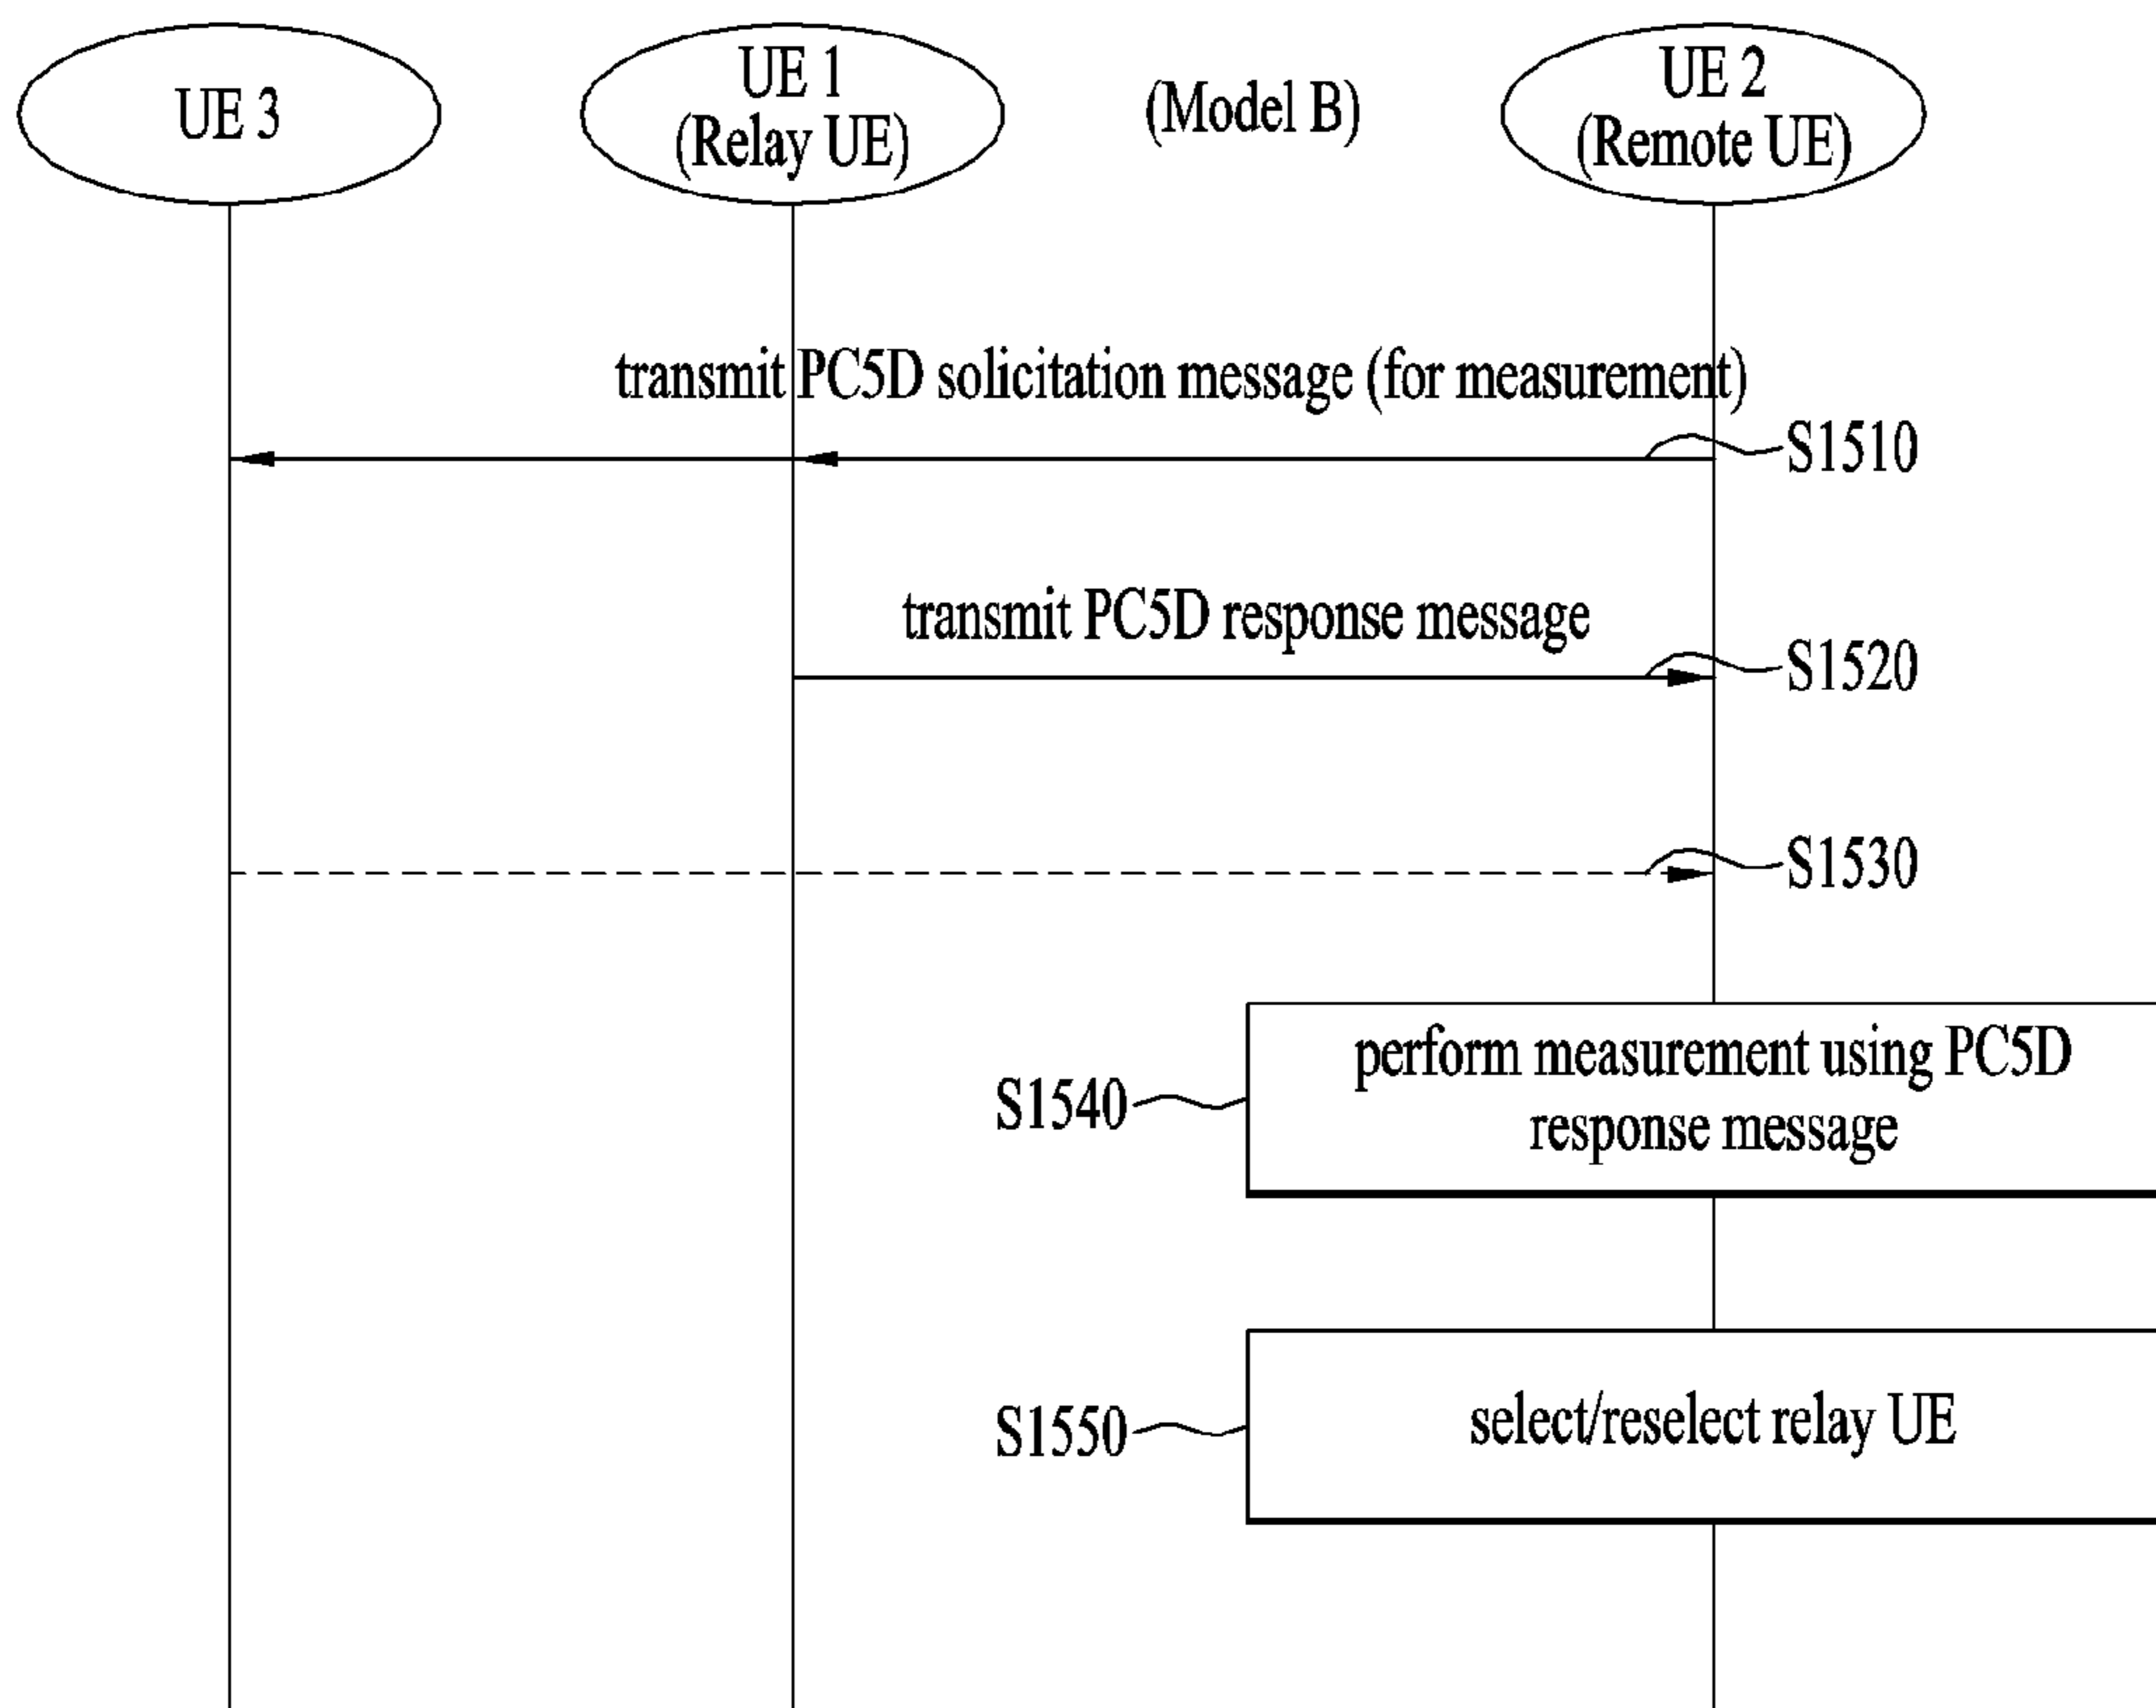 UE 3
UE 1
(Relay UE)
(Model B)
UE 2
(Remote UE)
transmit PC5D solicitation message (for measurement)
S1510
transmit PC5D response message
S1520
S1530
perform measurement using PC5D
response message
S1540
select/reselect relay UE
S1550